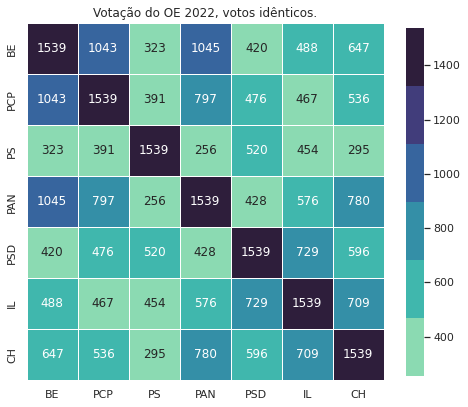 Votação do OE 2022, votos idênticos.
BE 1539 1043 323 1045 420 488 647
PCP 1043 1539 391 797 476 467 536
PS 323 391 1539 256 520 454 295
PAN 1045 797 256 1539 428 576 780
PSD 420 476 520 428 1539 729 596
IL 488 467 454 576 729 1539 709
CH 647 536 295 780 596 709 1539
BE PCP PS PAN PSD IL CH
1400
1200
1000
800
600
400